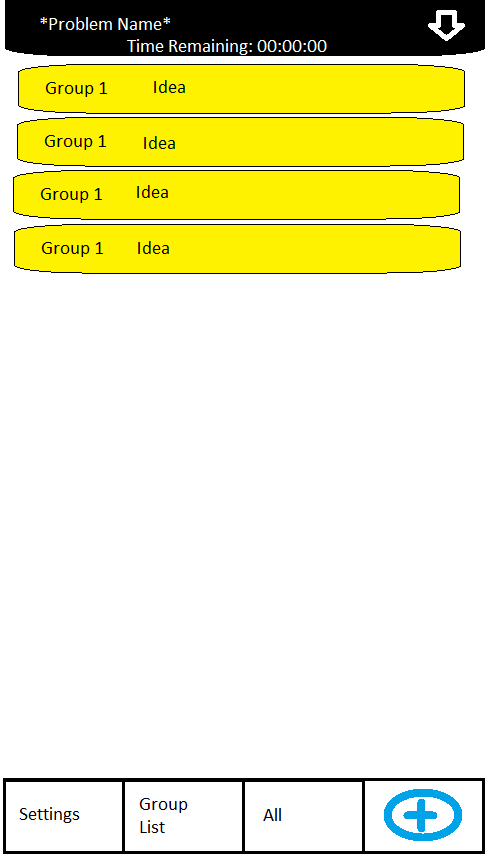 *Problem Name*
Time Remaining: 00:00:00
Group 1 Idea
Group 1 Idea
Group 1 Idea
Group 1 Idea
Settings
Group
List
All